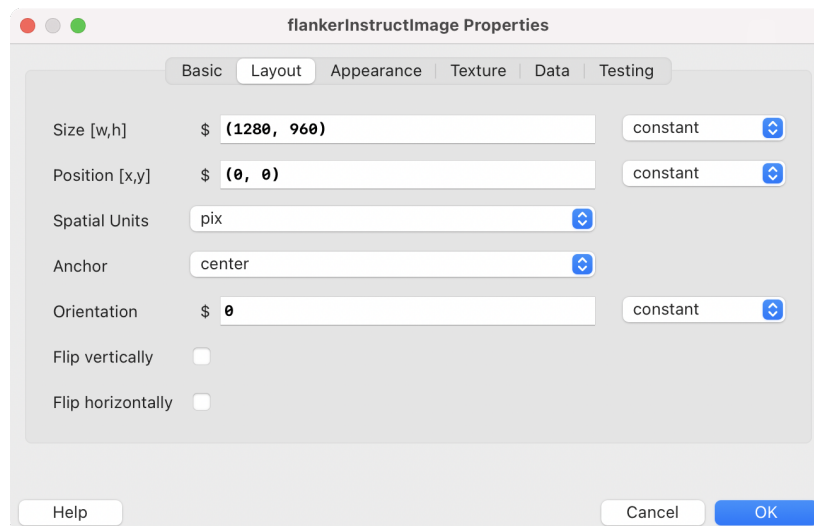 flankerInstructImage Properties
Basic Layout Appearance Texture Data Testing
Size [w,h] $ (1280, 960) constant
Position [x,y] $ (0, 0) constant
Spatial Units pix
Anchor center
Orientation $ 0 constant
Flip vertically
Flip horizontally
Help Cancel OK